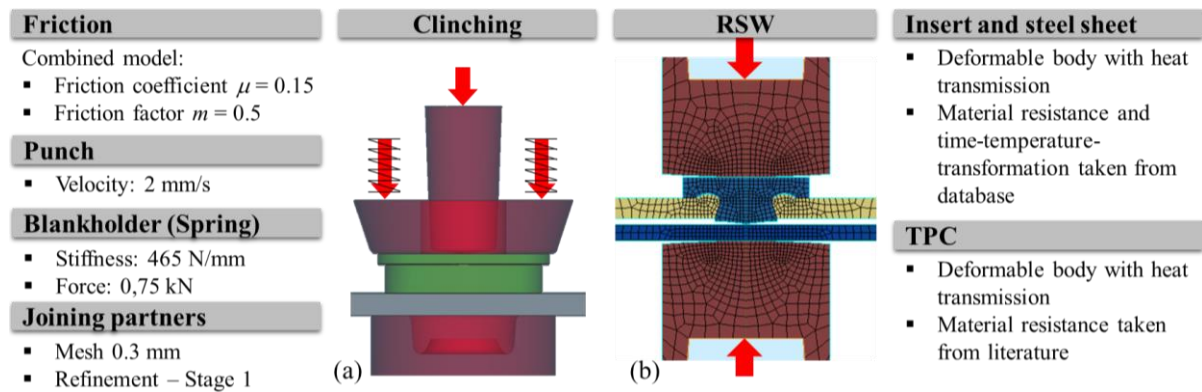 Friction
Combined model:
▪ Friction coefficient μ = 0.15
▪ Friction factor m = 0.5
Punch
▪ Velocity: 2 mm/s
Blankholder (Spring)
▪ Stiffness: 465 N/mm
▪ Force: 0,75 kN
Joining partners
▪ Mesh 0.3 mm
▪ Refinement – Stage 1
Clinching
(a)
RSW
(b)
Insert and steel sheet
▪ Deformable body with heat
transmission
▪ Material resistance and
time-temperature-
transformation taken from
database
TPC
▪ Deformable body with heat
transmission
▪ Material resistance taken
from literature